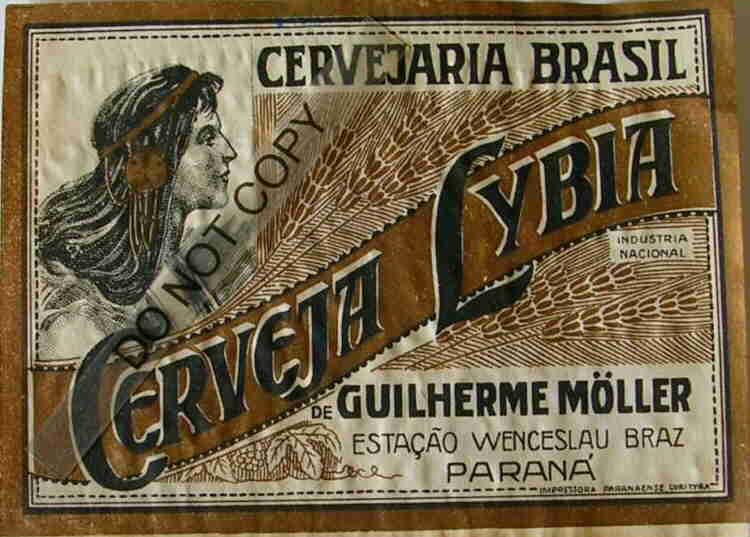 CERVEJARIA BRASIL
CERVEJA LYBIA
INDUSTRIA
NACIONAL
DE GUILHERME MÖLLER
ESTAÇÃO WENCESLAU BRAZ
PARANÁ
IMPRESSORA PARANAENSE CURITYBA
DO NOT COPY